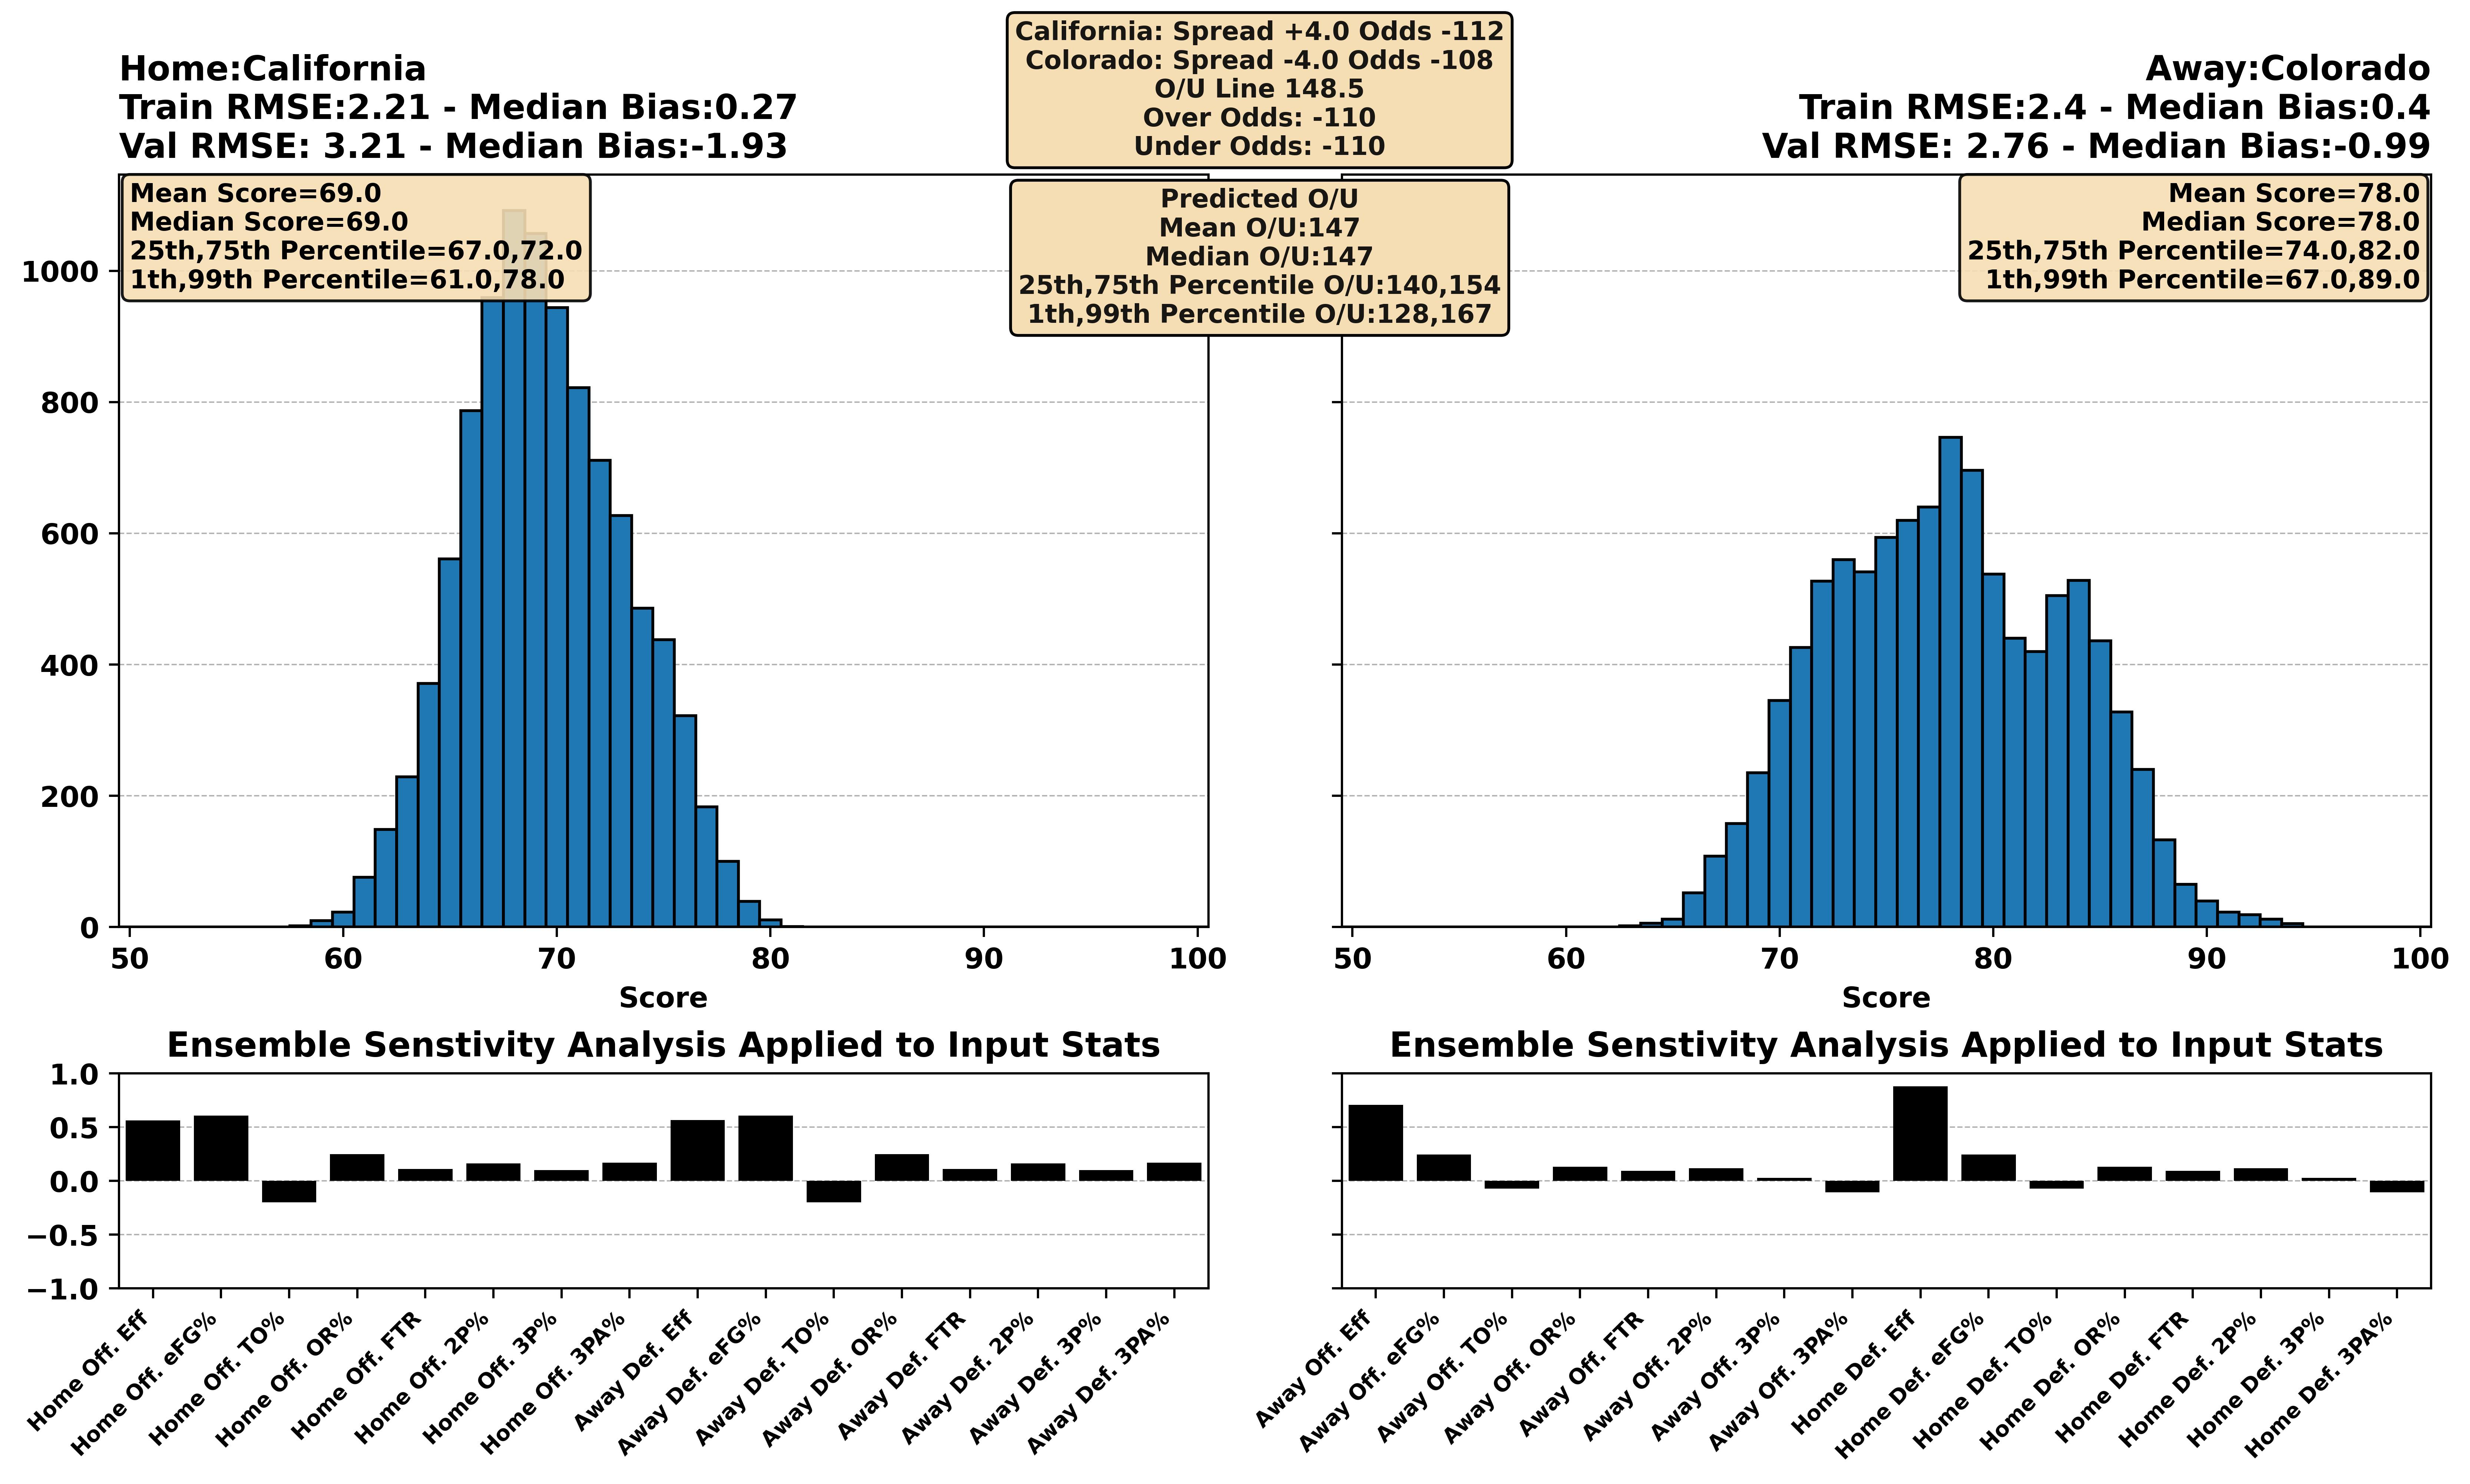 California: Spread +4.0 Odds -112
Colorado: Spread -4.0 Odds -108
O/U Line 148.5
Over Odds: -110
Under Odds: -110
Home:California
Train RMSE:2.21 - Median Bias:0.27
Val RMSE: 3.21 - Median Bias:-1.93
Away:Colorado
Train RMSE:2.4 - Median Bias:0.4
Val RMSE: 2.76 - Median Bias:-0.99
Mean Score=69.0
Median Score=69.0
25th,75th Percentile=67.0,72.0
1th,99th Percentile=61.0,78.0
Predicted O/U
Mean O/U:147
Median O/U:147
25th,75th Percentile O/U:140,154
1th,99th Percentile O/U:128,167
Mean Score=78.0
Median Score=78.0
25th,75th Percentile=74.0,82.0
1th,99th Percentile=67.0,89.0
1000
800
600
400
200
0
50 60 70 80 90 100
Score
50 60 70 80 90 100
Score
Ensemble Senstivity Analysis Applied to Input Stats
Ensemble Senstivity Analysis Applied to Input Stats
1.0
0.5
0.0
−0.5
−1.0
Home Off. Eff
Home Off. eFG%
Home Off. TO%
Home Off. OR%
Home Off. FTR
Home Off. 2P%
Home Off. 3P%
Home Off. 3PA%
Away Def. Eff
Away Def. eFG%
Away Def. TO%
Away Def. OR%
Away Def. FTR
Away Def. 2P%
Away Def. 3P%
Away Def. 3PA%
Away Off. Eff
Away Off. eFG%
Away Off. TO%
Away Off. OR%
Away Off. FTR
Away Off. 2P%
Away Off. 3P%
Away Off. 3PA%
Home Def. Eff
Home Def. eFG%
Home Def. TO%
Home Def. OR%
Home Def. FTR
Home Def. 2P%
Home Def. 3P%
Home Def. 3PA%